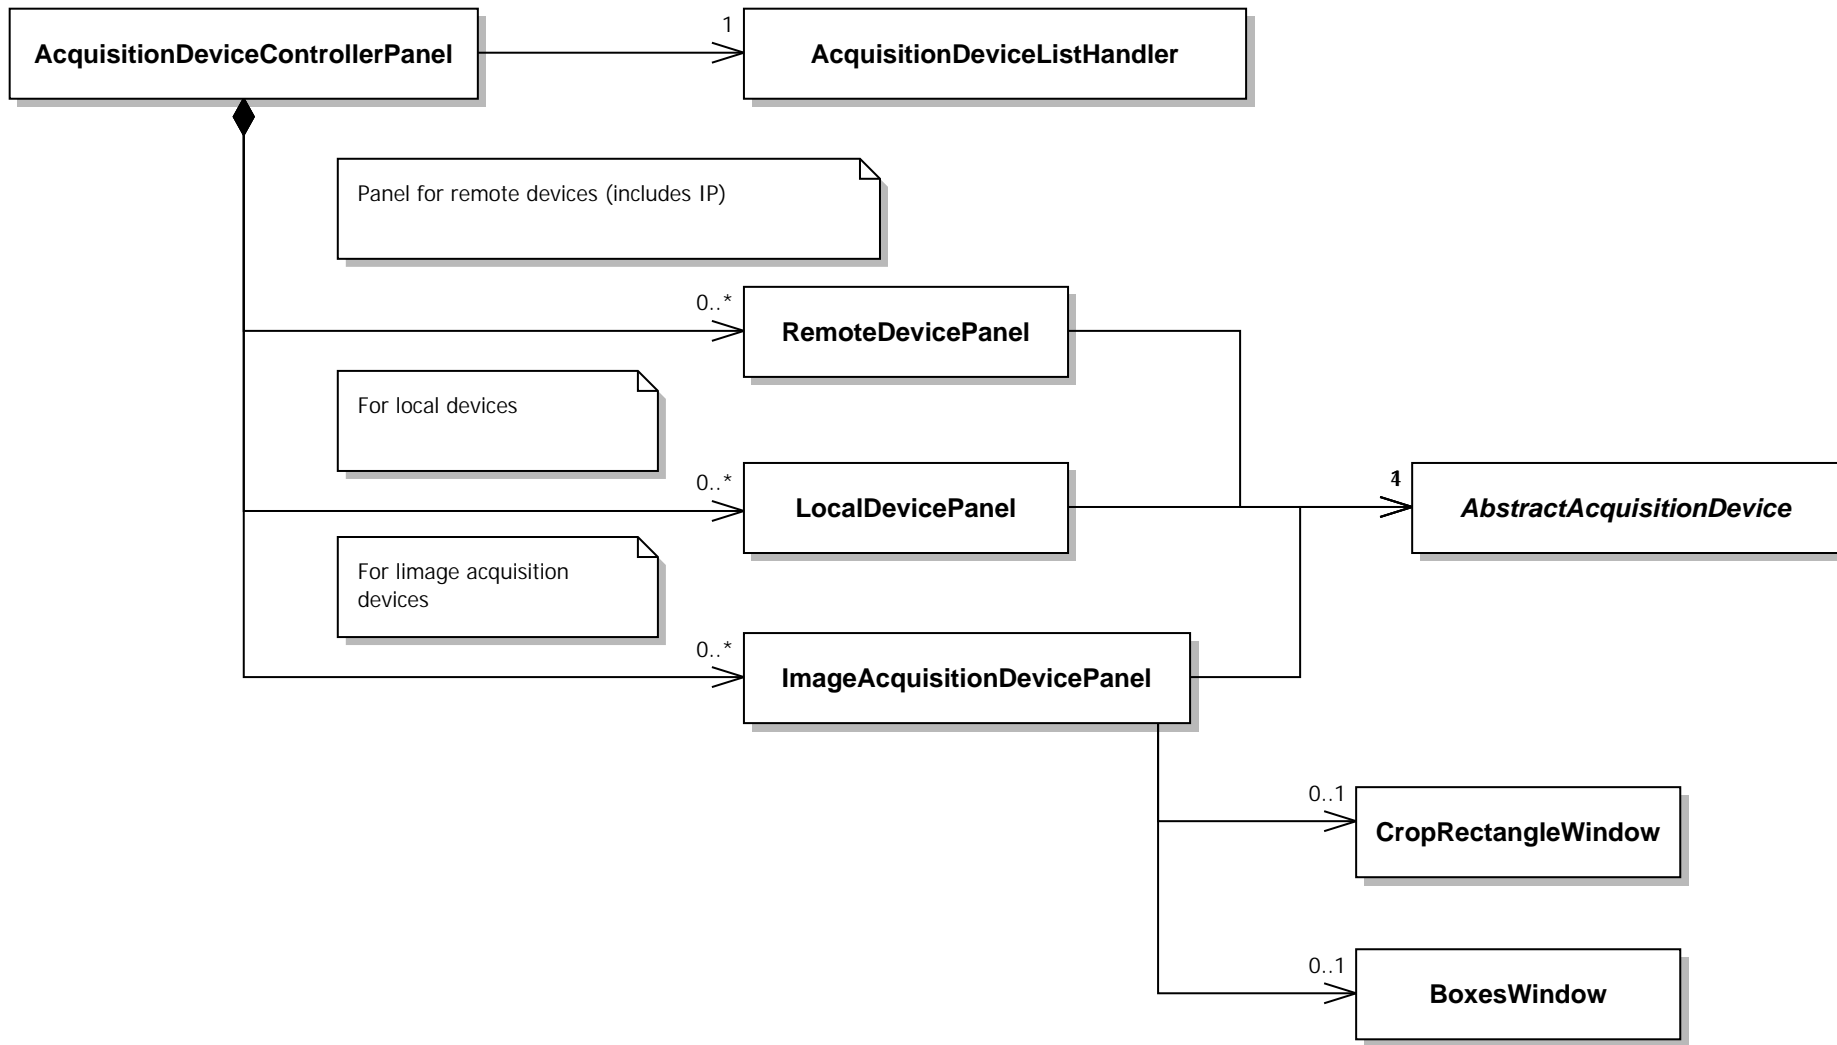 1
AcquisitionDeviceControllerPanel
AcquisitionDeviceListHandler
Panel for remote devices (includes IP)
0..*
RemoteDevicePanel
For local devices
0..*
LocalDevicePanel
AbstractAcquisitionDevice
For limage acquisition
devices
0..*
ImageAcquisitionDevicePanel
0..1
CropRectangleWindow
0..1
BoxesWindow